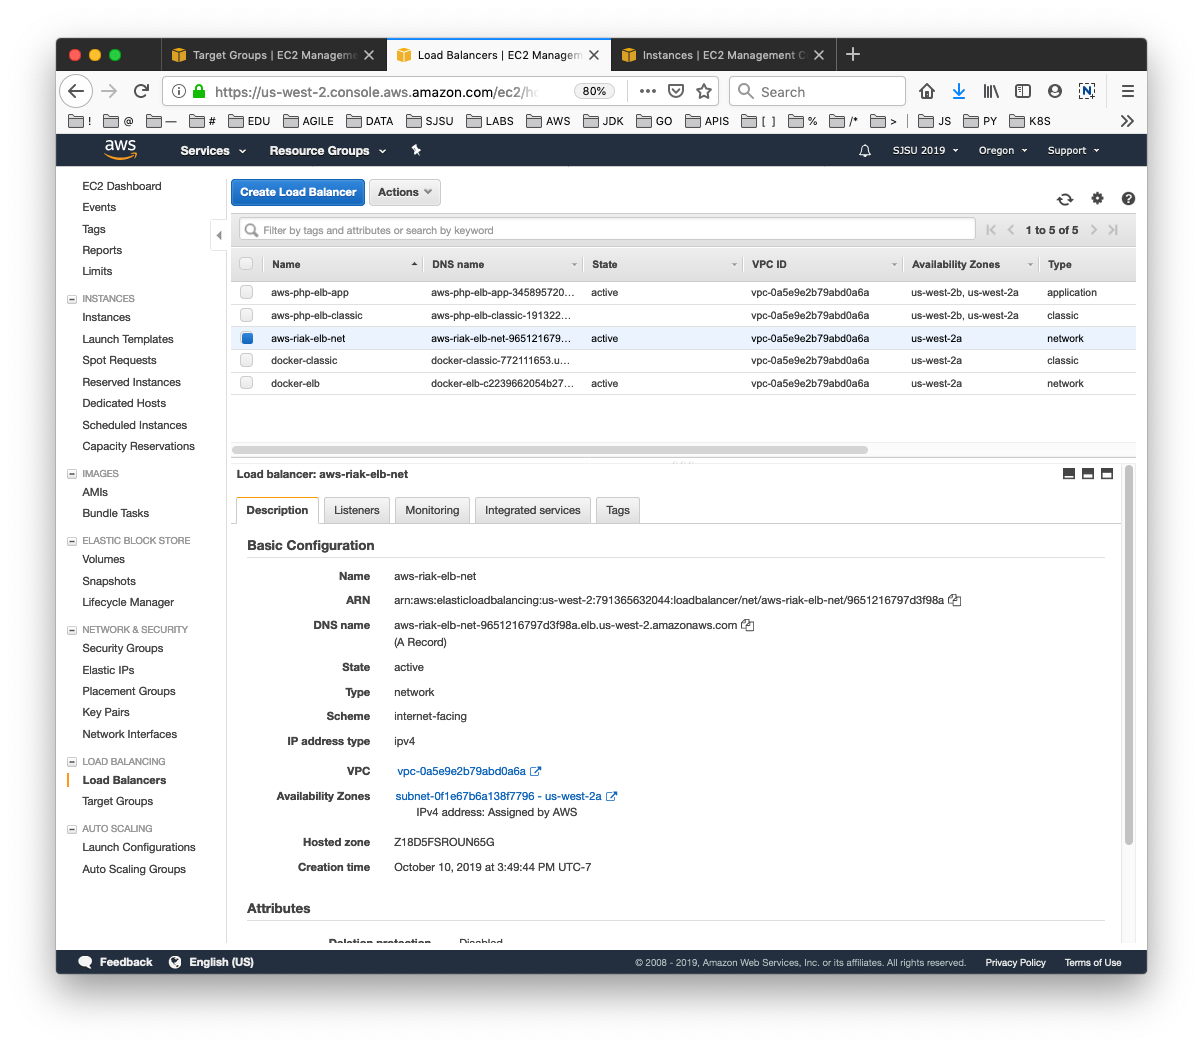 Target Groups | EC2 Manageme
Load Balancers | EC2 Managem
Instances | EC2 Management C
https://us-west-2.console.aws.amazon.com/ec2/h
80%
Search
! @ — # EDU AGILE DATA SJSU LABS AWS JDK GO APIS [ ] % /* > JS PY K8S
aws Services Resource Groups SJSU 2019 Oregon Support
EC2 Dashboard
Events
Tags
Reports
Limits
INSTANCES
Instances
Launch Templates
Spot Requests
Reserved Instances
Dedicated Hosts
Scheduled Instances
Capacity Reservations
IMAGES
AMIs
Bundle Tasks
ELASTIC BLOCK STORE
Volumes
Snapshots
Lifecycle Manager
NETWORK & SECURITY
Security Groups
Elastic IPs
Placement Groups
Key Pairs
Network Interfaces
LOAD BALANCING
Load Balancers
Target Groups
AUTO SCALING
Launch Configurations
Auto Scaling Groups
Create Load Balancer Actions
Filter by tags and attributes or search by keyword 1 to 5 of 5
Name DNS name State VPC ID Availability Zones Type
aws-php-elb-app aws-php-elb-app-345895720... active vpc-0a5e9e2b79abd0a6a us-west-2b, us-west-2a application
aws-php-elb-classic aws-php-elb-classic-191322... vpc-0a5e9e2b79abd0a6a us-west-2b, us-west-2a classic
aws-riak-elb-net aws-riak-elb-net-965121679... active vpc-0a5e9e2b79abd0a6a us-west-2a network
docker-classic docker-classic-772111653.u... vpc-0a5e9e2b79abd0a6a us-west-2a classic
docker-elb docker-elb-c2239662054b27... active vpc-0a5e9e2b79abd0a6a us-west-2a network
Load balancer: aws-riak-elb-net
Description Listeners Monitoring Integrated services Tags
Basic Configuration
Name aws-riak-elb-net
ARN arn:aws:elasticloadbalancing:us-west-2:791365632044:loadbalancer/net/aws-riak-elb-net/9651216797d3f98a
DNS name aws-riak-elb-net-9651216797d3f98a.elb.us-west-2.amazonaws.com
(A Record)
State active
Type network
Scheme internet-facing
IP address type ipv4
VPC vpc-0a5e9e2b79abd0a6a
Availability Zones subnet-0f1e67b6a138f7796 - us-west-2a
IPv4 address: Assigned by AWS
Hosted zone Z18D5FSROUN65G
Creation time October 10, 2019 at 3:49:44 PM UTC-7
Attributes
Deletion protection Disabled
Feedback English (US) © 2008 - 2019, Amazon Web Services, Inc. or its affiliates. All rights reserved. Privacy Policy Terms of Use